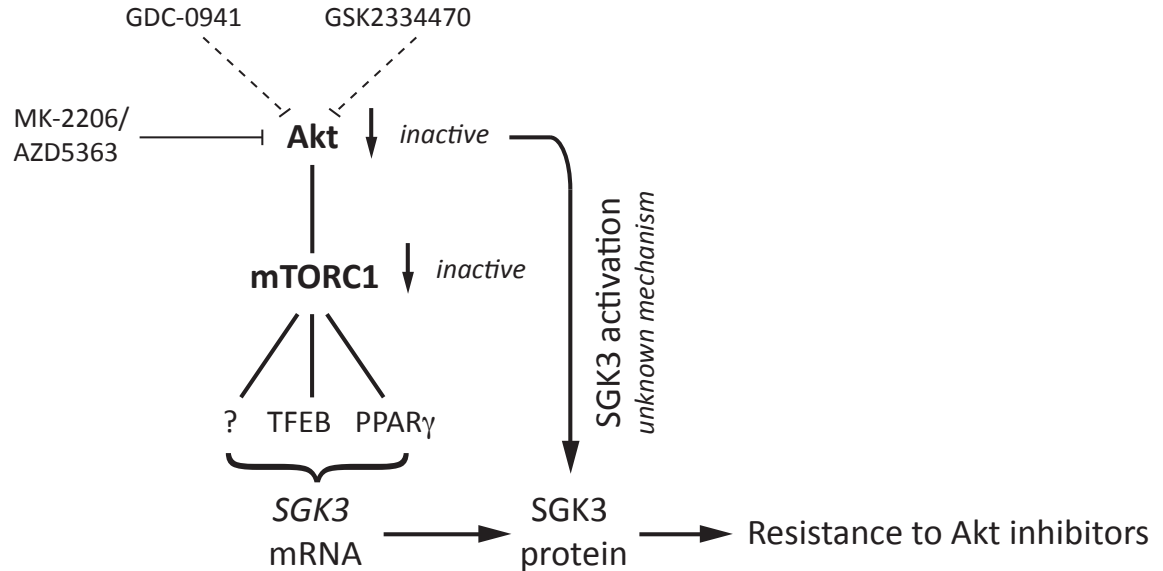 GDC-0941
GSK2334470
MK-2206/
AZD5363
Akt
inactive
mTORC1
inactive
SGK3 activation
unknown mechanism
? TFEB PPARγ
SGK3
mRNA
SGK3
protein
Resistance to Akt inhibitors